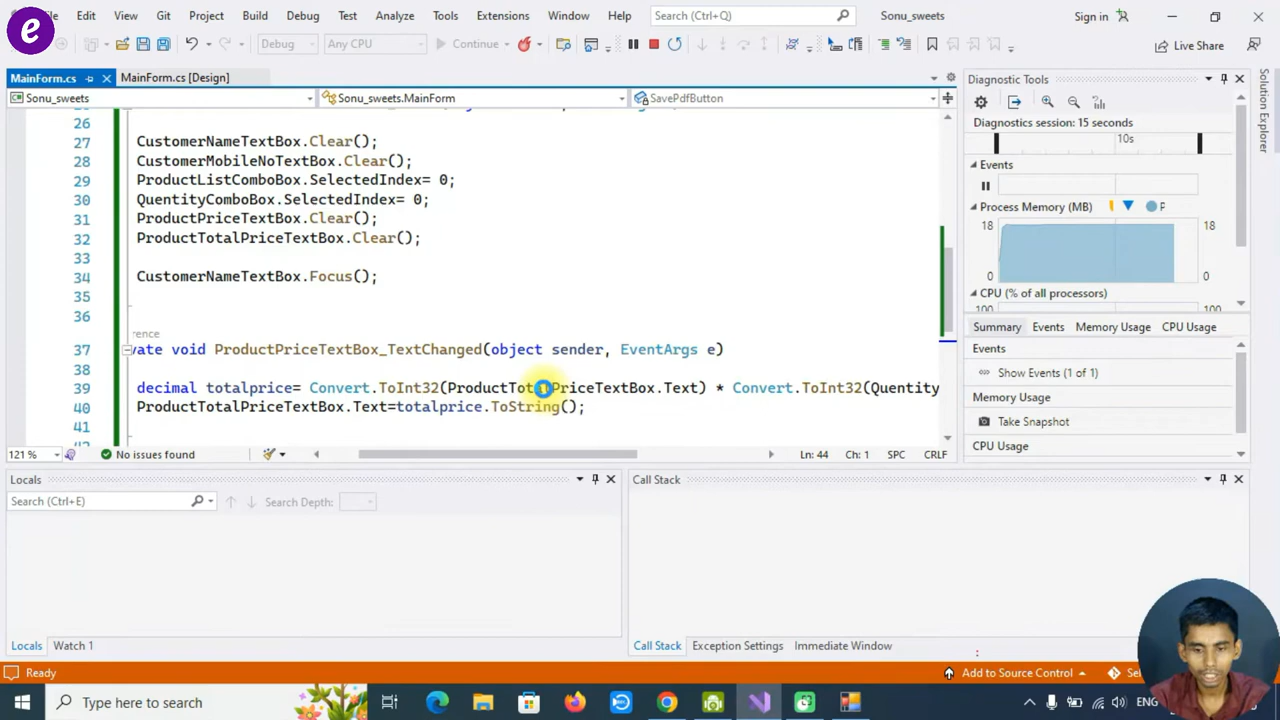 e
Edit View Git Project Build Debug Test Analyze Tools Extensions Window Help Search (Ctrl+Q) Sonu_sweets Sign in
Debug Any CPU Continue Live Share
MainForm.cs MainForm.cs [Design]
Sonu_sweets Sonu_sweets.MainForm SavePdfButton
26
27 CustomerNameTextBox.Clear();
28 CustomerMobileNoTextBox.Clear();
29 ProductListComboBox.SelectedIndex= 0;
30 QuentityComboBox.SelectedIndex= 0;
31 ProductPriceTextBox.Clear();
32 ProductTotalPriceTextBox.Clear();
33
34 CustomerNameTextBox.Focus();
35
36
rence
37 vate void ProductPriceTextBox_TextChanged(object sender, EventArgs e)
38
39 decimal totalprice= Convert.ToInt32(ProductTotalPriceTextBox.Text) * Convert.ToInt32(Quentity
40 ProductTotalPriceTextBox.Text=totalprice.ToString();
41
121 % No issues found Ln: 44 Ch: 1 SPC CRLF
Diagnostic Tools
Diagnostics session: 15 seconds
10s
Events
Process Memory (MB) P
18 18
0 0
CPU (% of all processors)
100 100
Summary Events Memory Usage CPU Usage
Events
Show Events (1 of 1)
Memory Usage
Take Snapshot
CPU Usage
Solution Explorer
Locals
Search (Ctrl+E) Search Depth:
Call Stack
Locals Watch 1
Call Stack Exception Settings Immediate Window
Ready Add to Source Control
Type here to search ENG